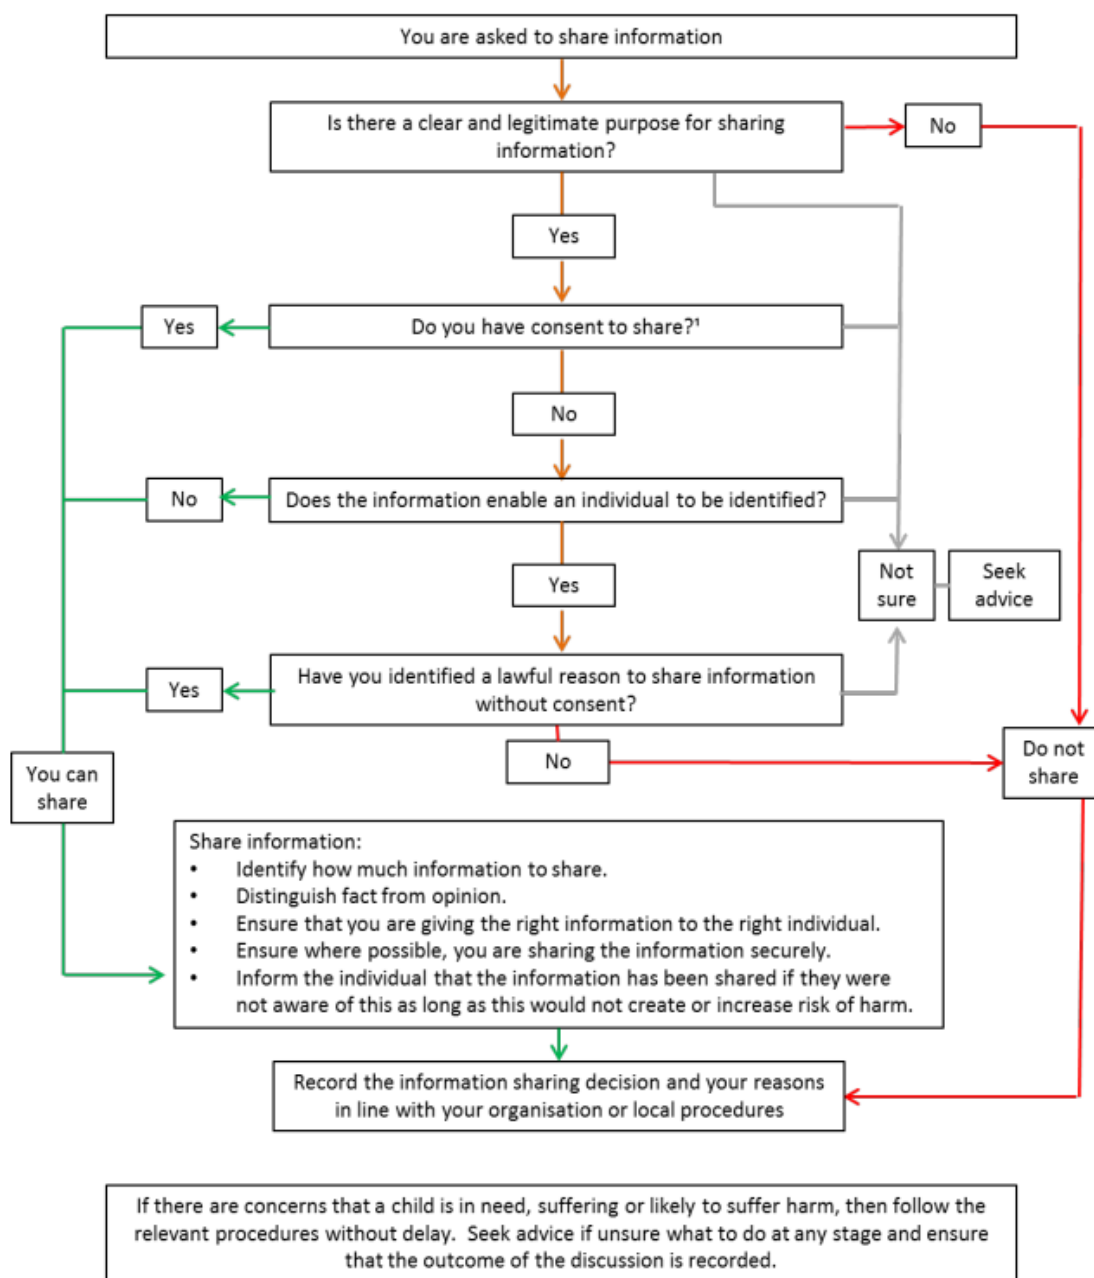 You are asked to share information
Is there a clear and legitimate purpose for sharing
information?
No
Yes
Yes
Do you have consent to share?¹
No
No
Does the information enable an individual to be identified?
Not
sure
Seek
advice
Yes
Yes
Have you identified a lawful reason to share information
without consent?
No
Do not
share
You can
share
Share information:
• Identify how much information to share.
• Distinguish fact from opinion.
• Ensure that you are giving the right information to the right individual.
• Ensure where possible, you are sharing the information securely.
• Inform the individual that the information has been shared if they were
not aware of this as long as this would not create or increase risk of harm.
Record the information sharing decision and your reasons
in line with your organisation or local procedures
If there are concerns that a child is in need, suffering or likely to suffer harm, then follow the
relevant procedures without delay.  Seek advice if unsure what to do at any stage and ensure
that the outcome of the discussion is recorded.